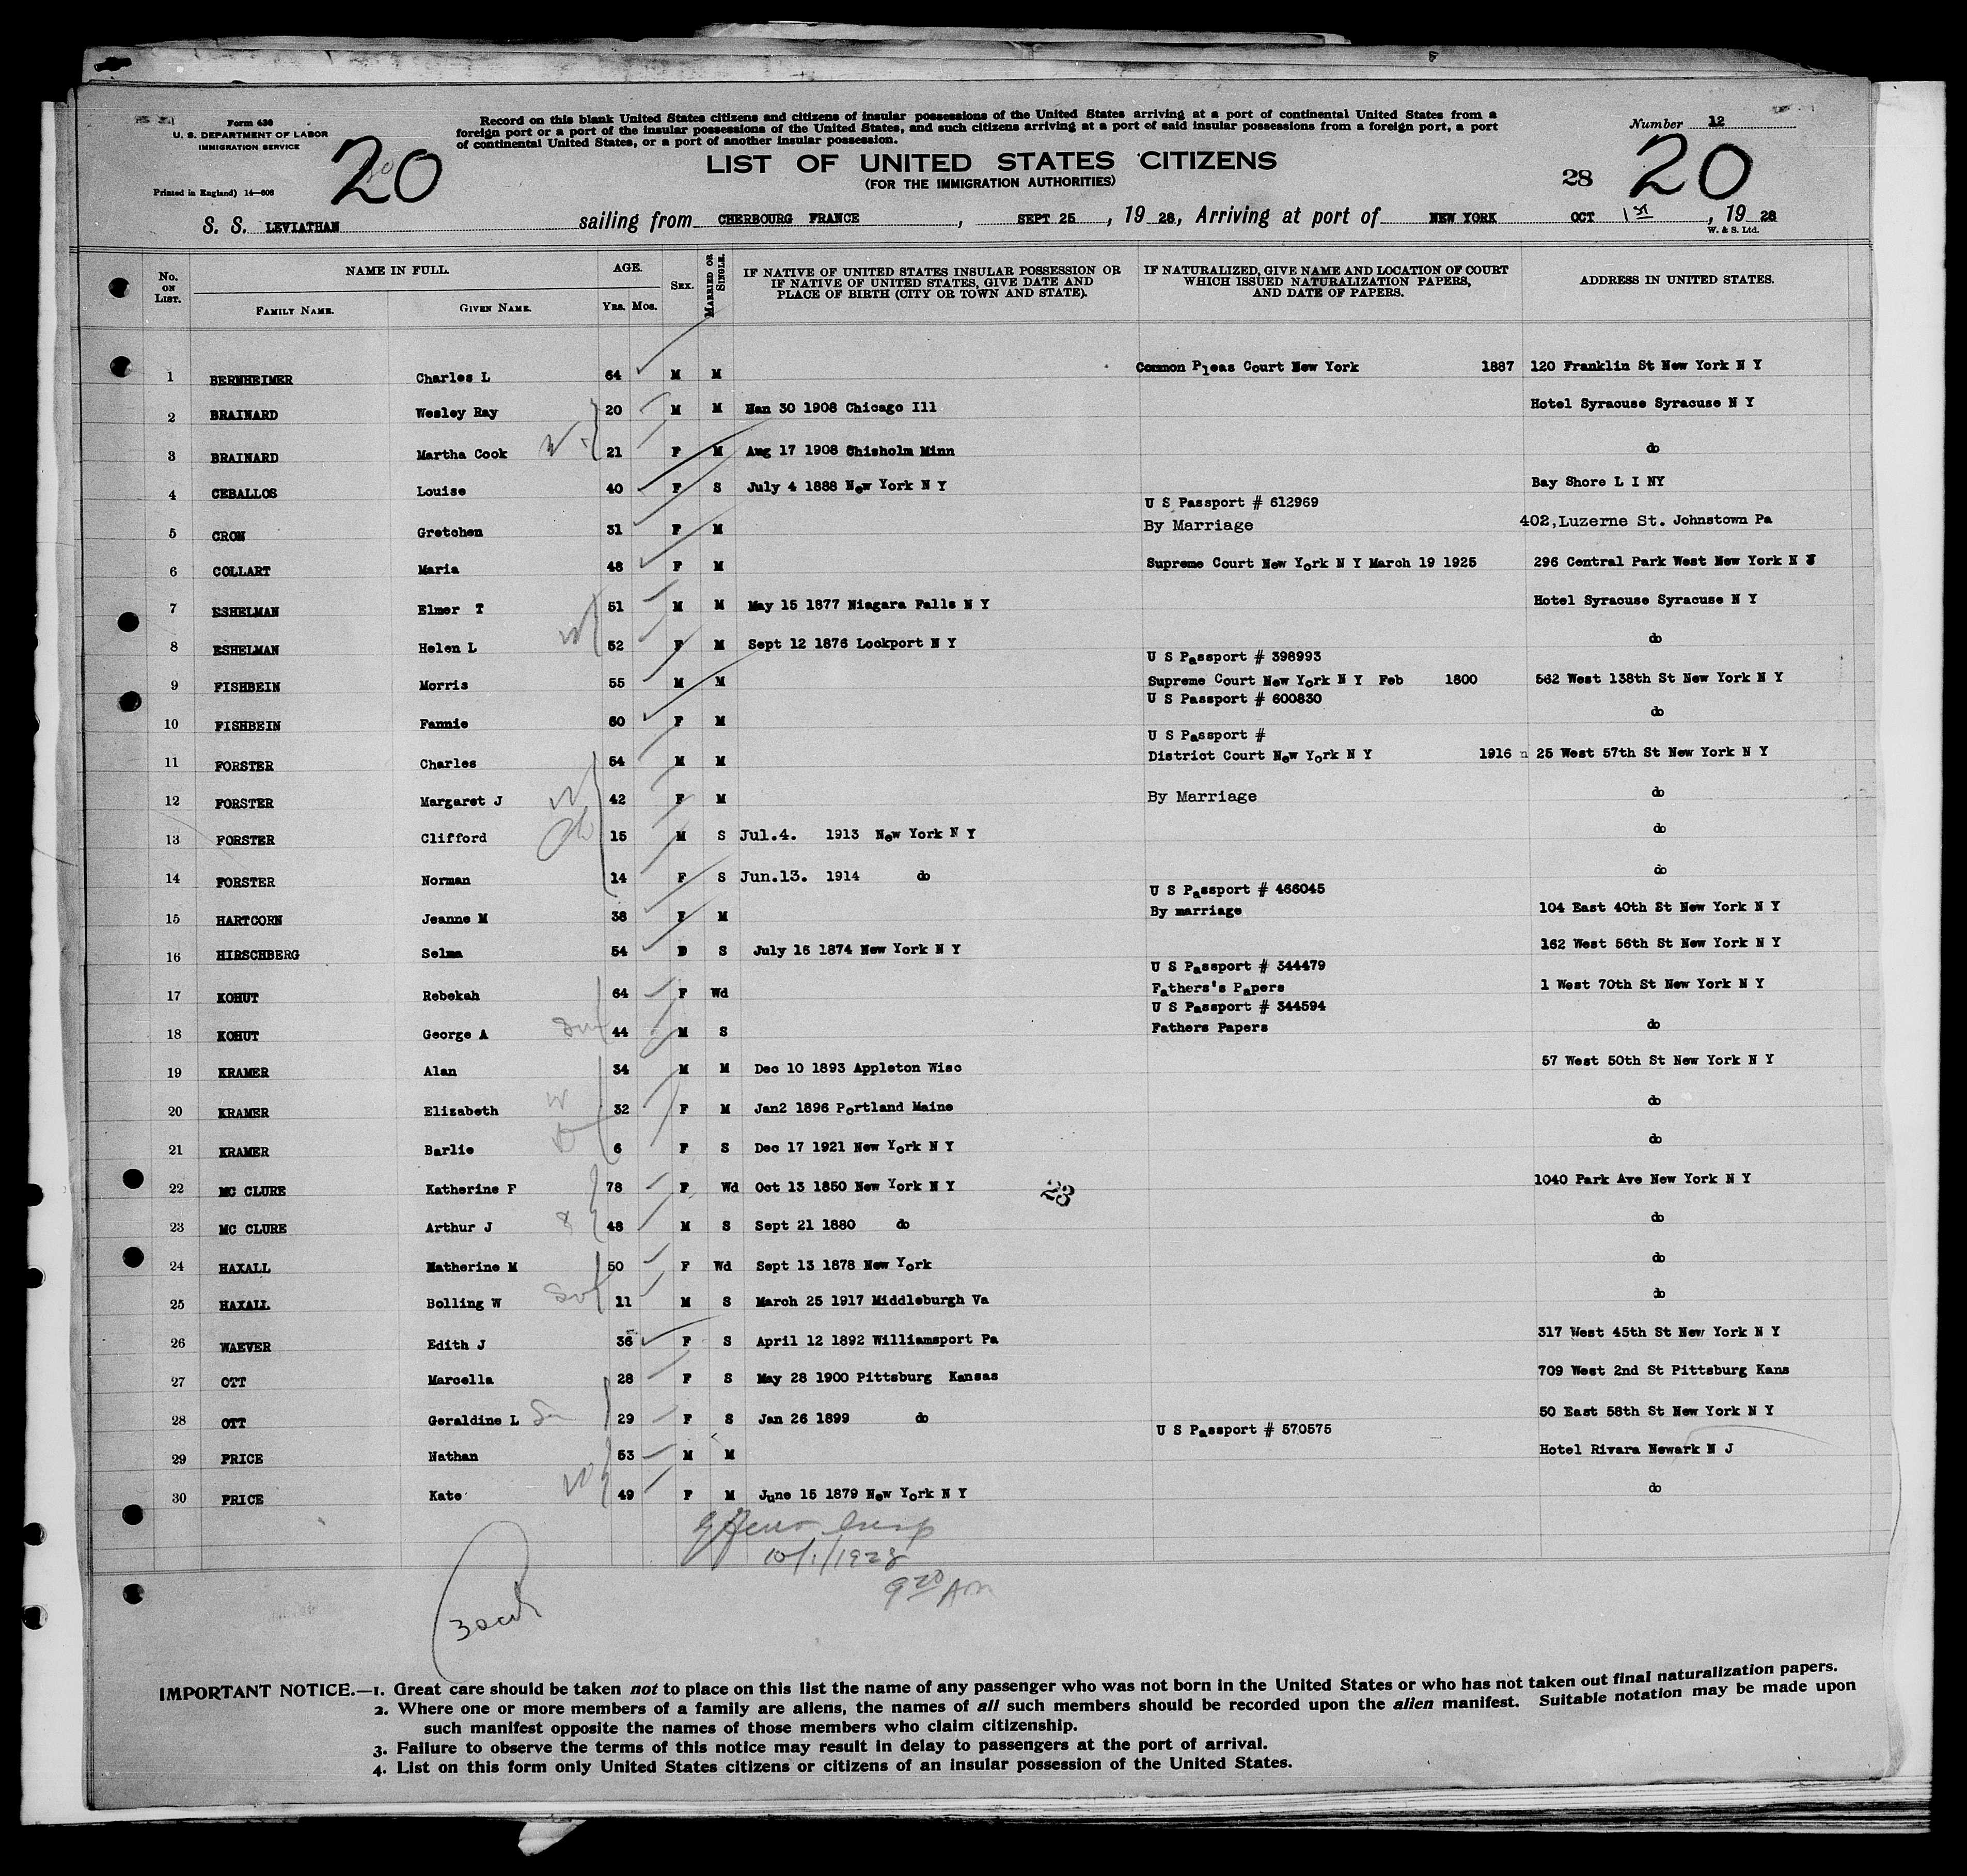 Form 630
U. S. DEPARTMENT OF LABOR
IMMIGRATION SERVICE
Printed in England) 14—608
20
Record on this blank United States citizens and citizens of insular possessions of the United States arriving at a port of continental United States from a
foreign port or a port of the insular possessions of the United States, and such citizens arriving at a port of said insular possessions from a foreign port, a port
of continental United States, or a port of another insular possession.
LIST OF UNITED STATES CITIZENS
(FOR THE IMMIGRATION AUTHORITIES)
Number 12
28 20
S. S. LEVIATHAN sailing from CHERBOURG FRANCE, SEPT 25, 19 28, Arriving at port of NEW YORK OCT 1st, 19 28
W. & S. Ltd.
No. ON LIST. NAME IN FULL. FAMILY NAME. GIVEN NAME. AGE. Yrs. Mos. SEX. MARRIED OR SINGLE. IF NATIVE OF UNITED STATES INSULAR POSSESSION OR IF NATIVE OF UNITED STATES, GIVE DATE AND PLACE OF BIRTH (CITY OR TOWN AND STATE). IF NATURALIZED, GIVE NAME AND LOCATION OF COURT WHICH ISSUED NATURALIZATION PAPERS, AND DATE OF PAPERS. ADDRESS IN UNITED STATES.
1 BERNHEIMER Charles L 64 M M Common Pleas Court New York 1887 120 Franklin St New York N Y
2 BRAINARD Wesley Ray 20 M M Han 30 1908 Chicago Ill Hotel Syracuse Syracuse N Y
3 BRAINARD Martha Cook 21 F M Aug 17 1908 Chisholm Minn do
4 CEBALLOS Louise 40 F S July 4 1888 New York N Y Bay Shore L I NY
U S Passport # 612969
5 CRON Gretchen 31 F M By Marriage 402,Luzerne St. Johnstown Pa
6 COLLART Maria 48 F M Supreme Court New York N Y March 19 1925 296 Central Park West New York N Y
7 ESHELMAN Elmer T 51 M M May 15 1877 Niagara Falls N Y Hotel Syracuse Syracuse N Y
8 ESHELMAN Helen L 52 F M Sept 12 1876 Lockport N Y do
U S Passport # 398993
9 FISHBEIN Morris 55 M M Supreme Court New York N Y Feb 1800 562 West 138th St New York N Y
U S Passport # 600830
10 FISHBEIN Fannie 50 F M do
U S Passport #
11 FORSTER Charles 54 M M District Court New York N Y 1916 25 West 57th St New York N Y
12 FORSTER Margaret J 42 F M By Marriage do
13 FORSTER Clifford 15 M S Jul.4. 1913 New York N Y do
14 FORSTER Norman 14 F S Jun.13. 1914 do do
U S Passport # 466045
15 HARTCORN Jeanne M 38 F M By marriage 104 East 40th St New York N Y
16 HIRSCHBERG Selma 54 S July 16 1874 New York N Y 162 West 56th St New York N Y
U S Passport # 344479
17 KOHUT Rebekah 64 F Wd Fathers's Papers 1 West 70th St New York N Y
U S Passport # 344594
18 KOHUT George A 44 M S Fathers Papers do
19 KRAMER Alan 34 M M Dec 10 1893 Appleton Wisc 57 West 50th St New York N Y
20 KRAMER Elizabeth 32 F M Jan2 1896 Portland Maine do
21 KRAMER Barlie 6 F S Dec 17 1921 New York N Y do
22 MC CLURE Katherine F 78 F Wd Oct 13 1850 New York N Y 23 1040 Park Ave New York N Y
23 MC CLURE Arthur J 48 M S Sept 21 1880 do do
24 HAXALL Katherine M 50 F Wd Sept 13 1878 New York do
25 HAXALL Bolling W 11 M S March 25 1917 Middleburgh Va do
26 WAEVER Edith J 36 F S April 12 1892 Williamsport Pa 317 West 45th St New York N Y
27 OTT Marcella 28 F S May 28 1900 Pittsburg Kansas 709 West 2nd St Pittsburg Kans
28 OTT Geraldine L 29 F S Jan 26 1899 do 50 East 58th St New York N Y
U S Passport # 570575
29 PRICE Nathan 53 M M Hotel Rivara Newark N J
30 PRICE Kate 49 F M June 15 1879 New York N Y do
10/1/1928
9 20 AM
IMPORTANT NOTICE.—1. Great care should be taken not to place on this list the name of any passenger who was not born in the United States or who has not taken out final naturalization papers.
2. Where one or more members of a family are aliens, the names of all such members should be recorded upon the alien manifest. Suitable notation may be made upon
such manifest opposite the names of those members who claim citizenship.
3. Failure to observe the terms of this notice may result in delay to passengers at the port of arrival.
4. List on this form only United States citizens or citizens of an insular possession of the United States.